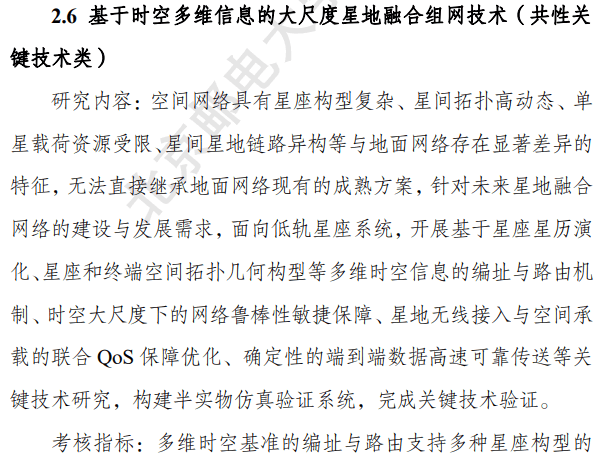 2.6 基于时空多维信息的大尺度星地融合组网技术（共性关
键技术类）
研究内容：空间网络具有星座构型复杂、星间拓扑高动态、单
星载荷资源受限、星间星地链路异构等与地面网络存在显著差异的
特征，无法直接继承地面网络现有的成熟方案，针对未来星地融合
网络的建设与发展需求，面向低轨星座系统，开展基于星座星历演
化、星座和终端空间拓扑几何构型等多维时空信息的编址与路由机
制、时空大尺度下的网络鲁棒性敏捷保障、星地无线接入与空间承
载的联合 QoS 保障优化、确定性的端到端数据高速可靠传送等关
键技术研究，构建半实物仿真验证系统，完成关键技术验证。
考核指标：多维时空基准的编址与路由支持多种星座构型的
北京邮电大